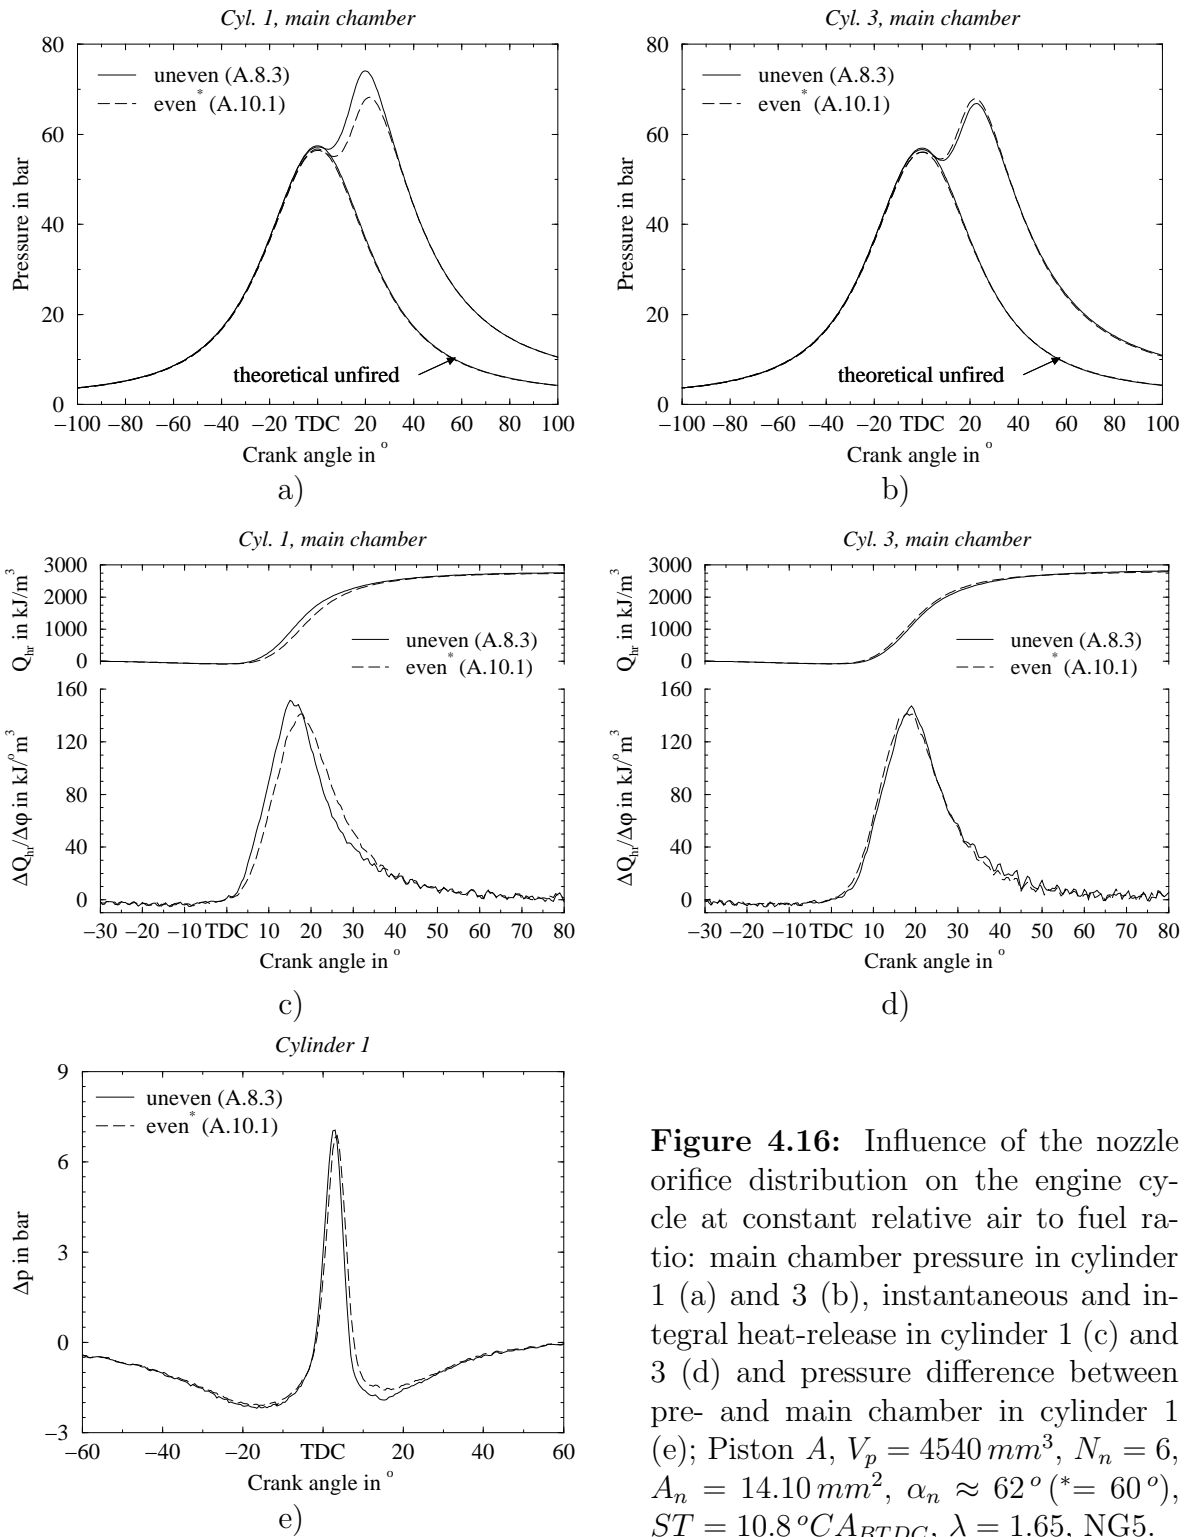 Cyl. 1, main chamber
80
60
40
20
0
Pressure in bar
uneven (A.8.3)
even* (A.10.1)
theoretical unfired
−100 −80 −60 −40 −20 TDC 20 40 60 80 100
Crank angle in °
a)
Cyl. 3, main chamber
80
60
40
20
0
Pressure in bar
uneven (A.8.3)
even* (A.10.1)
theoretical unfired
−100 −80 −60 −40 −20 TDC 20 40 60 80 100
Crank angle in °
b)
Cyl. 1, main chamber
3000
2000
1000
0
Q_hr in kJ/m³
uneven (A.8.3)
even* (A.10.1)
160
120
80
40
0
ΔQ_hr/Δφ in kJ/°m³
−30 −20 −10 TDC 10 20 30 40 50 60 70 80
Crank angle in °
c)
Cyl. 3, main chamber
3000
2000
1000
0
Q_hr in kJ/m³
uneven (A.8.3)
even* (A.10.1)
160
120
80
40
0
ΔQ_hr/Δφ in kJ/°m³
−30 −20 −10 TDC 10 20 30 40 50 60 70 80
Crank angle in °
d)
Cylinder 1
9
6
3
0
−3
Δp in bar
uneven (A.8.3)
even* (A.10.1)
−60 −40 −20 TDC 20 40 60
Crank angle in °
e)
Figure 4.16: Influence of the nozzle
orifice distribution on the engine cy-
cle at constant relative air to fuel ra-
tio: main chamber pressure in cylinder
1 (a) and 3 (b), instantaneous and in-
tegral heat-release in cylinder 1 (c) and
3 (d) and pressure difference between
pre- and main chamber in cylinder 1
(e); Piston A, V_p = 4540 mm³, N_n = 6,
A_n = 14.10 mm², α_n ≈ 62° (*= 60°),
ST = 10.8 °CA_BTDC, λ = 1.65, NG5.